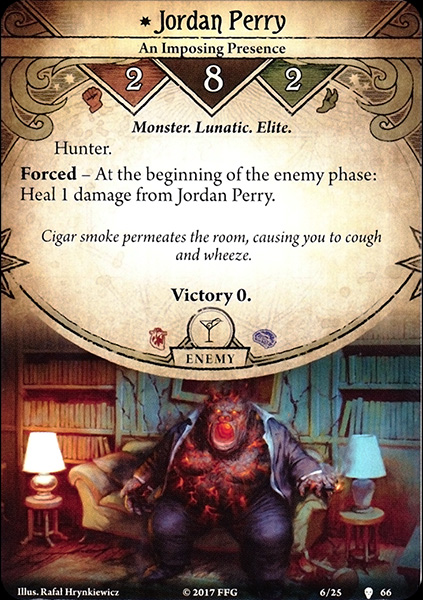 Jordan Perry
An Imposing Presence
2 8 2
Monster. Lunatic. Elite.
Hunter.
Forced – At the beginning of the enemy phase:
Heal 1 damage from Jordan Perry.
Cigar smoke permeates the room, causing you to cough
and wheeze.
Victory 0.
ENEMY
Illus. Rafał Hrynkiewicz © 2017 FFG 6/25 66